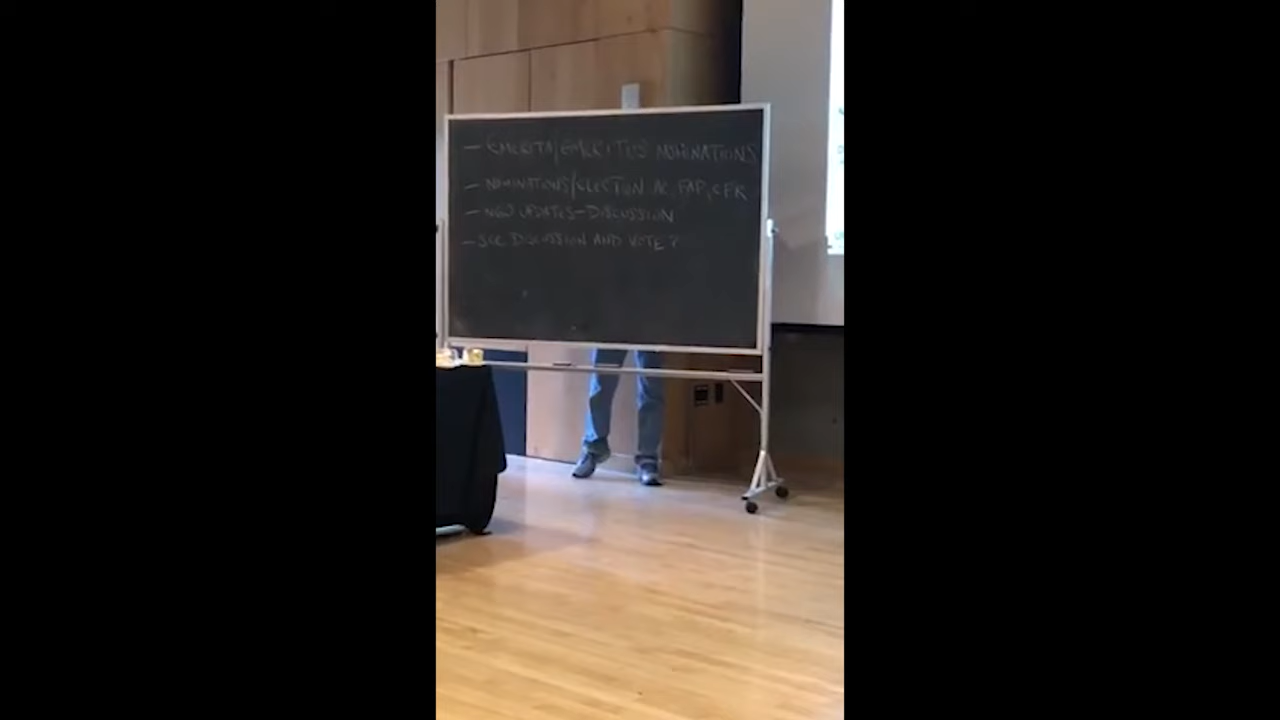 — EMERITA/EMERITUS NOMINATIONS
— NOMINATIONS/ELECTION AC, FAP, CFR
— UPDATES - DISCUSSION
— DISCUSSION AND VOTE?